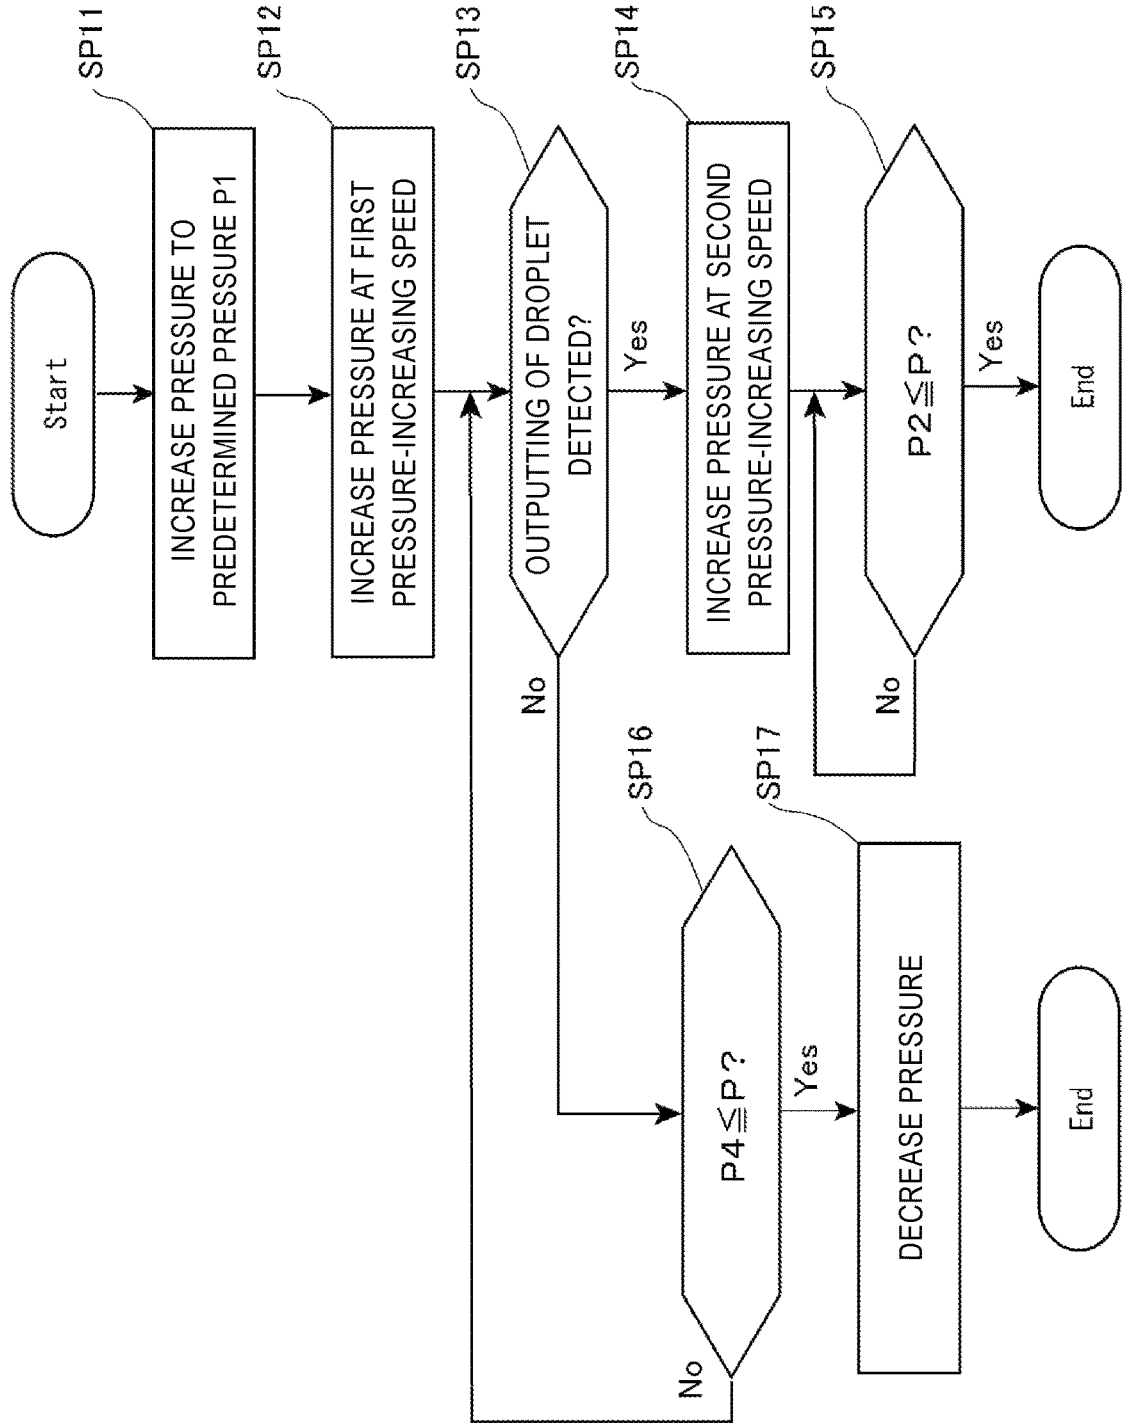 Start
SP11
INCREASE PRESSURE TO
PREDETERMINED PRESSURE P1
SP12
INCREASE PRESSURE AT FIRST
PRESSURE-INCREASING SPEED
SP13
OUTPUTTING OF DROPLET
DETECTED?
No
Yes
SP14
INCREASE PRESSURE AT SECOND
PRESSURE-INCREASING SPEED
SP15
P2≦P?
No
Yes
End
SP16
P4≦P?
No
Yes
SP17
DECREASE PRESSURE
End